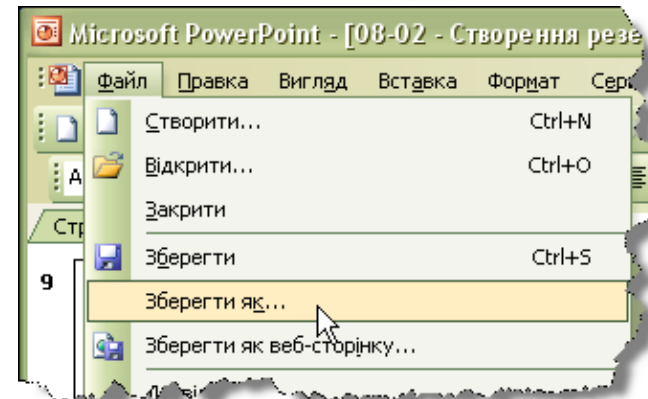 Microsoft PowerPoint - [08-02 - Створення резе
Файл Правка Вигляд Вставка Формат Серв
Створити... Ctrl+N
Відкрити... Ctrl+O
Закрити
Зберегти Ctrl+S
9
Зберегти як...
Зберегти як веб-сторінку...